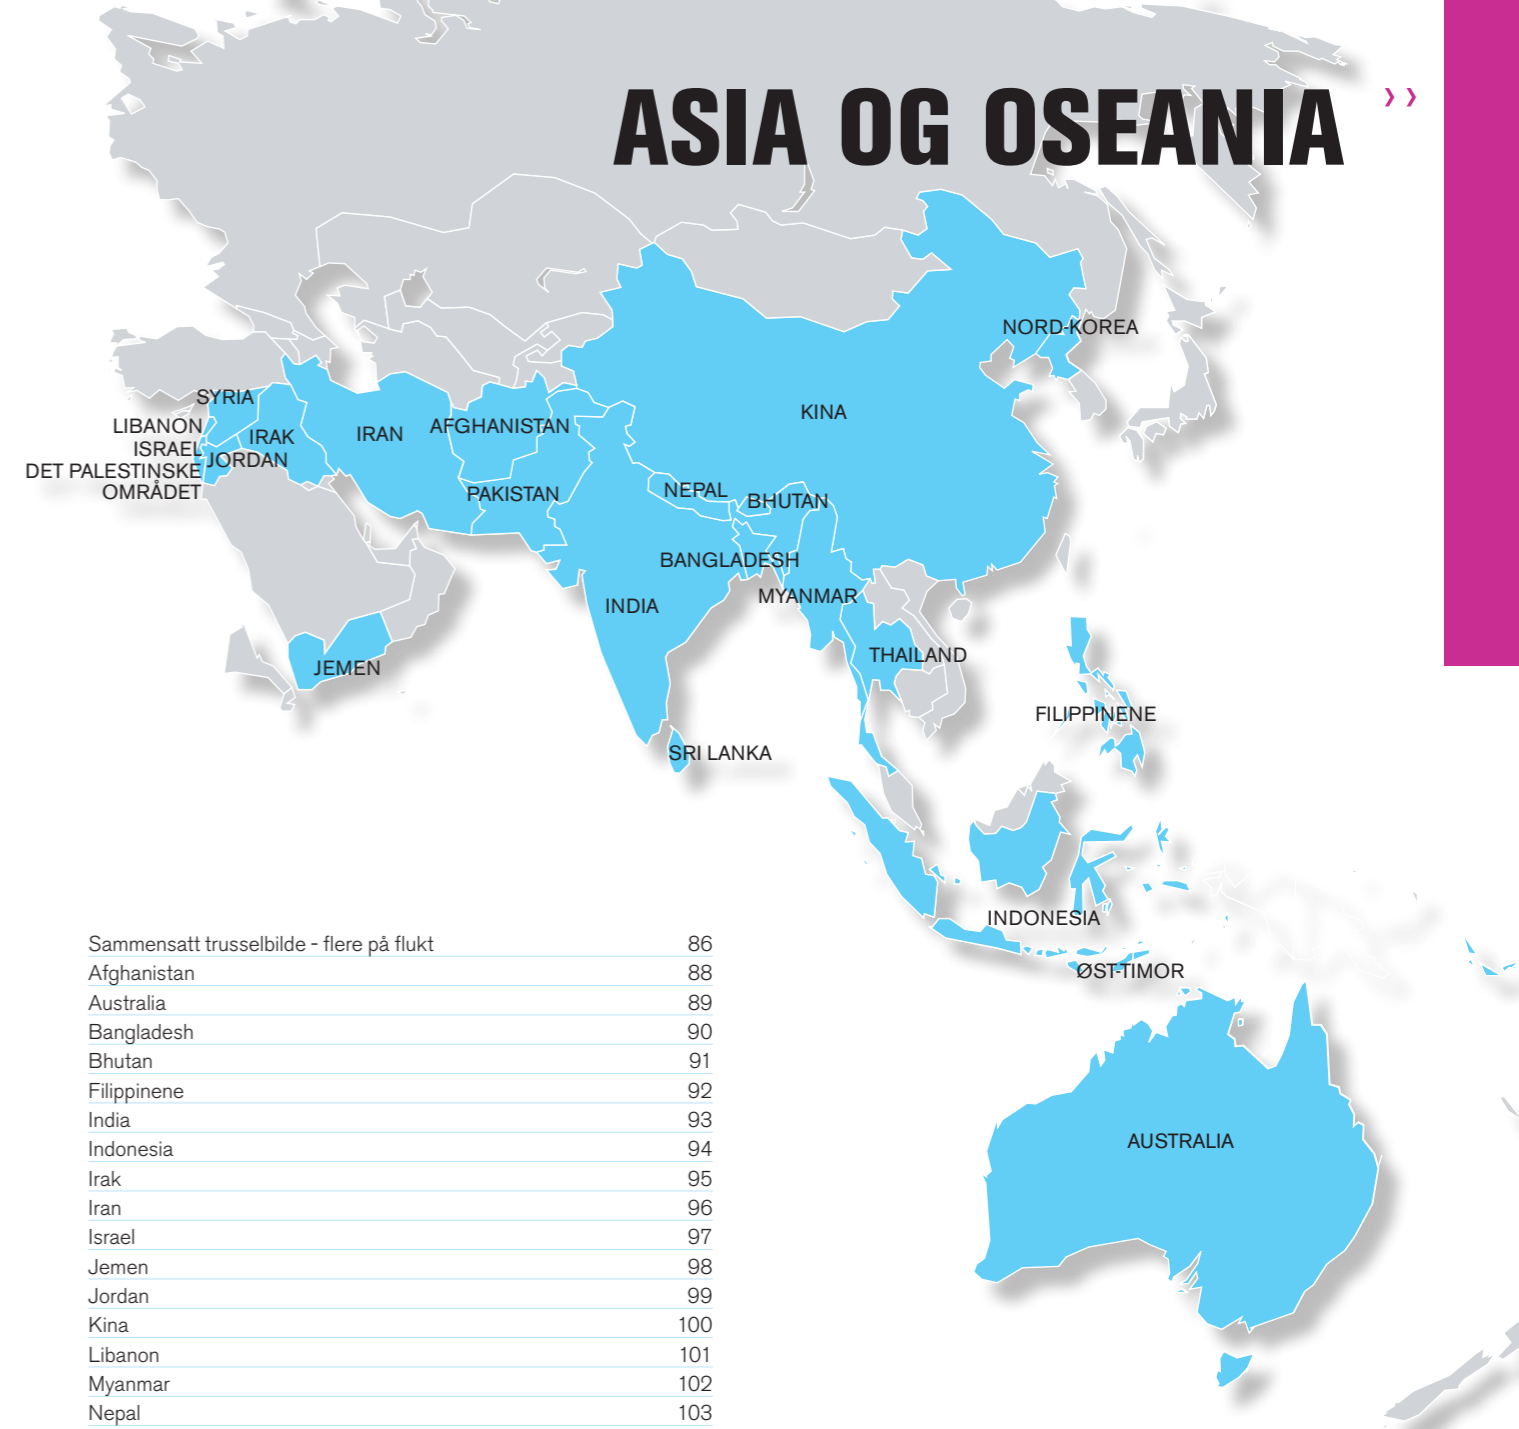 ASIA OG OSEANIA ››
NORD-KOREA
SYRIA
KINA
LIBANON
IRAK
IRAN
AFGHANISTAN
ISRAEL
JORDAN
DET PALESTINSKE
OMRÅDET
PAKISTAN
NEPAL
BHUTAN
BANGLADESH
MYANMAR
INDIA
THAILAND
JEMEN
FILIPPINENE
SRI LANKA
INDONESIA
ØST-TIMOR
AUSTRALIA
Sammensatt trusselbilde - flere på flukt 86
Afghanistan 88
Australia 89
Bangladesh 90
Bhutan 91
Filippinene 92
India 93
Indonesia 94
Irak 95
Iran 96
Israel 97
Jemen 98
Jordan 99
Kina 100
Libanon 101
Myanmar 102
Nepal 103